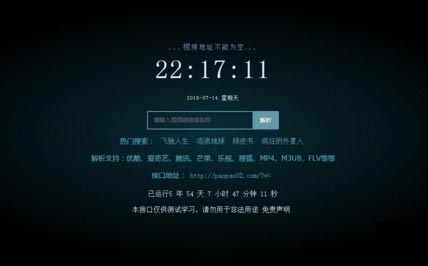 ...视频地址不能为空...
22:17:11
2019-07-14 星期天
请输入视频链接或名称 解析
热门搜索: 飞驰人生 流浪地球 绿皮书 疯狂的外星人
解析支持:优酷、爱奇艺、腾讯、芒果、乐视、搜狐、MP4、M3U8、FLV等等
接口地址: http://paopao02.com/?v=
已运行5 年 54 天 7 小时 47 分钟 11 秒
本接口仅供测试学习,请勿用于非法用途 免责声明